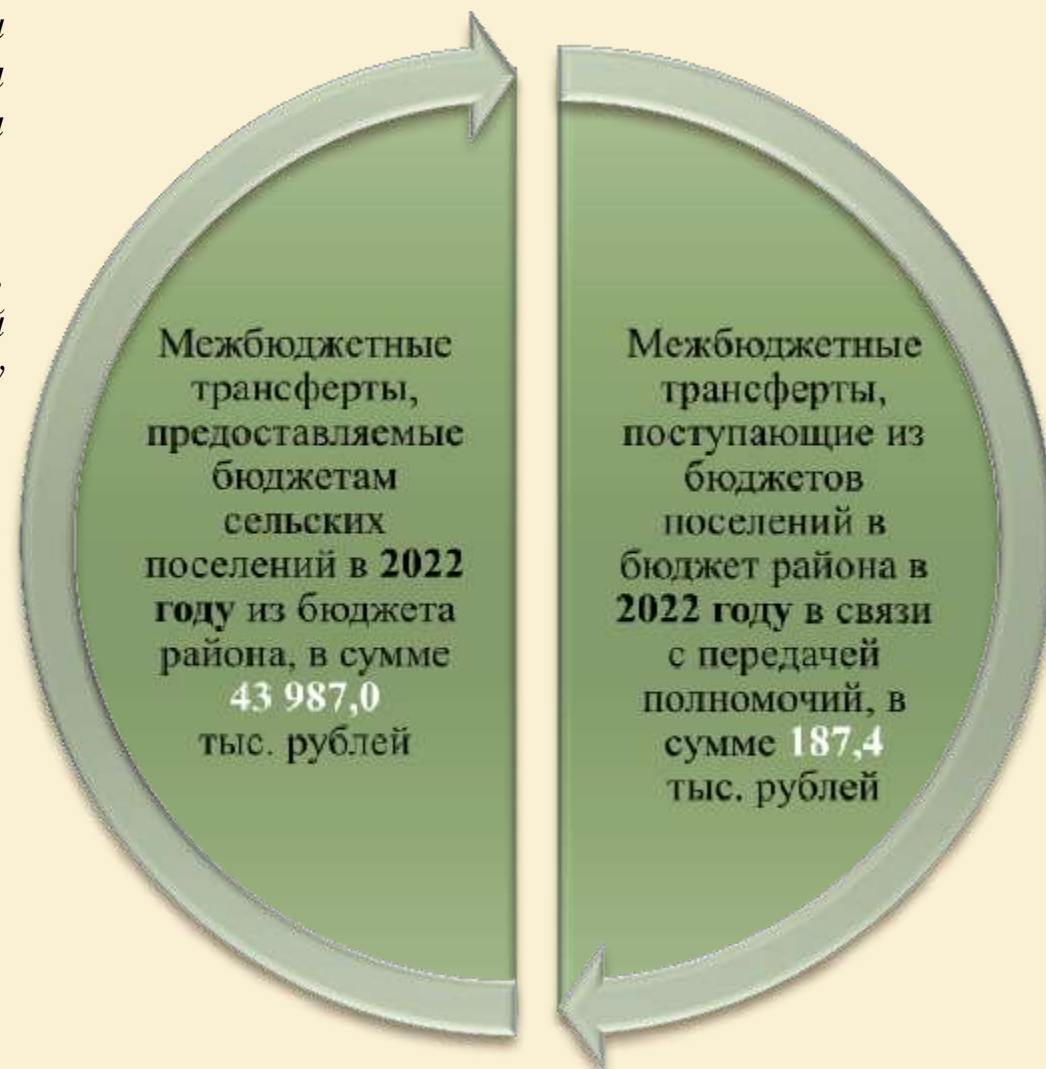 Межбюджетные
трансферты,
предоставляемые
бюджетам
сельских
поселений в 2022
году из бюджета
района, в сумме
43 987,0
тыс. рублей
Межбюджетные
трансферты,
поступающие из
бюджетов
поселений в
бюджет района в
2022 году в связи
с передачей
полномочий, в
сумме 187,4
тыс. рублей